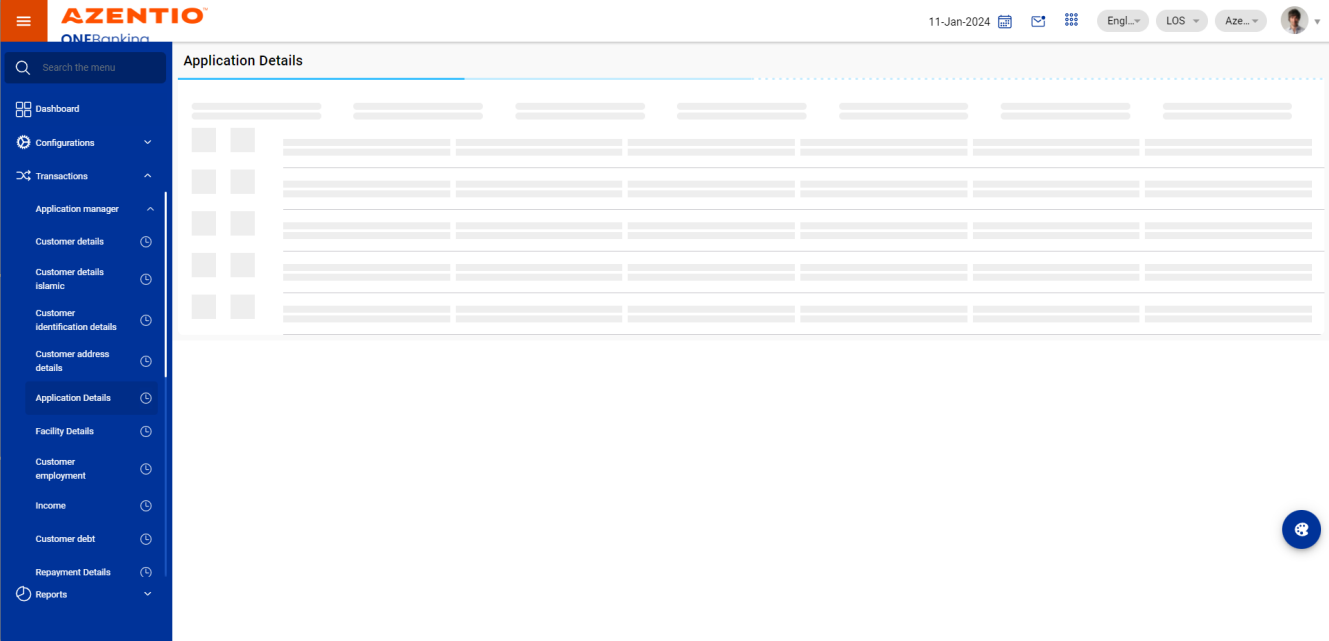 AZENTIO™
ONEBanking
11-Jan-2024
Engl...
LOS
Aze...
Search the menu
Application Details
Dashboard
Configurations
Transactions
Application manager
Customer details
Customer details
islamic
Customer
identification details
Customer address
details
Application Details
Facility Details
Customer
employment
Income
Customer debt
Repayment Details
Reports